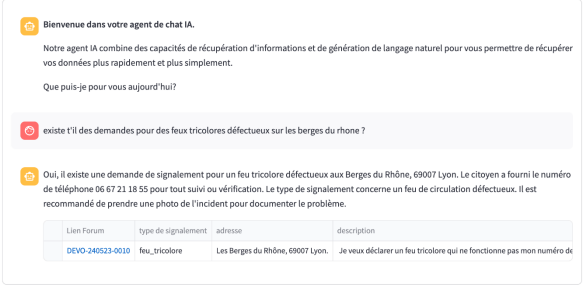 Bienvenue dans votre agent de chat IA.
Notre agent IA combine des capacités de récupération d'informations et de génération de langage naturel pour vous permettre de récupérer
vos données plus rapidement et plus simplement.
Que puis-je pour vous aujourd'hui?
existe t'il des demandes pour des feux tricolores défectueux sur les berges du rhone ?
Oui, il existe une demande de signalement pour un feu tricolore défectueux aux Berges du Rhône, 69007 Lyon. Le citoyen a fourni le numéro
de téléphone 06 67 21 18 55 pour tout suivi ou vérification. Le type de signalement concerne un feu de circulation défectueux. Il est
recommandé de prendre une photo de l'incident pour documenter le problème.
Lien Forum type de signalement adresse description
DEVO-240523-0010 feu_tricolore Les Berges du Rhône, 69007 Lyon. Je veux déclarer un feu tricolore qui ne fonctionne pas mon numéro de